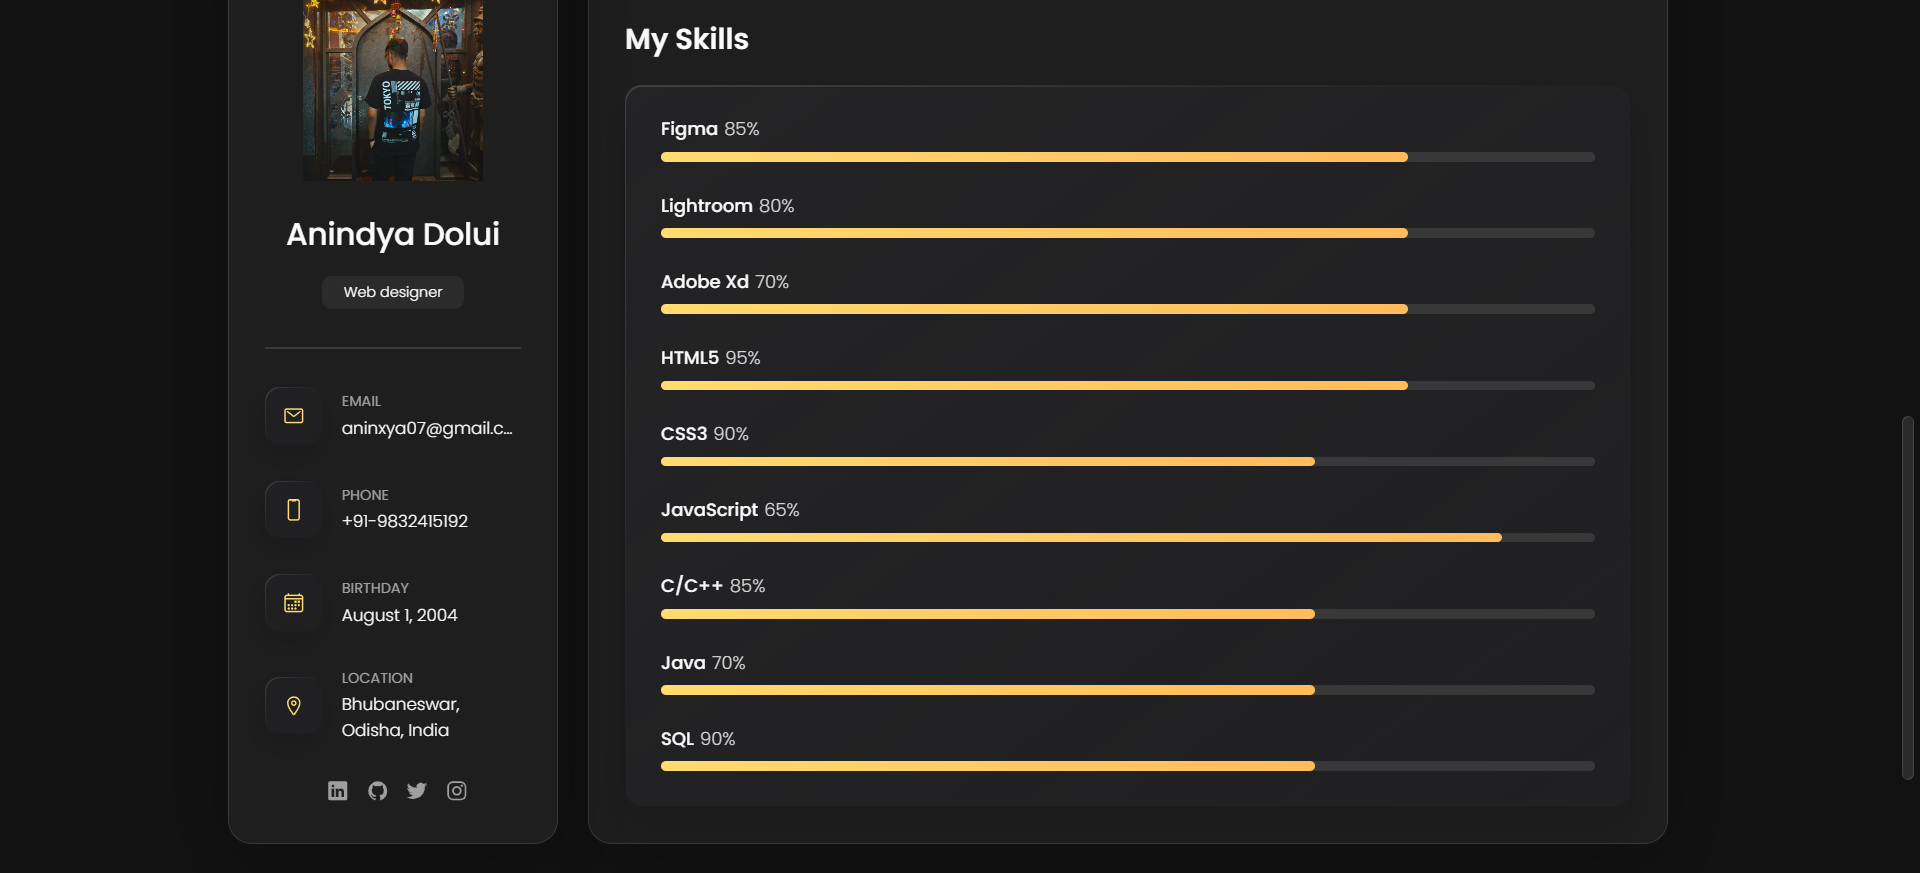 TOKYO
Anindya Dolui
Web designer
EMAIL
aninxya07@gmail.c...
PHONE
+91-9832415192
BIRTHDAY
August 1, 2004
LOCATION
Bhubaneswar,
Odisha, India
My Skills
Figma 85%
Lightroom 80%
Adobe Xd 70%
HTML5 95%
CSS3 90%
JavaScript 65%
C/C++ 85%
Java 70%
SQL 90%